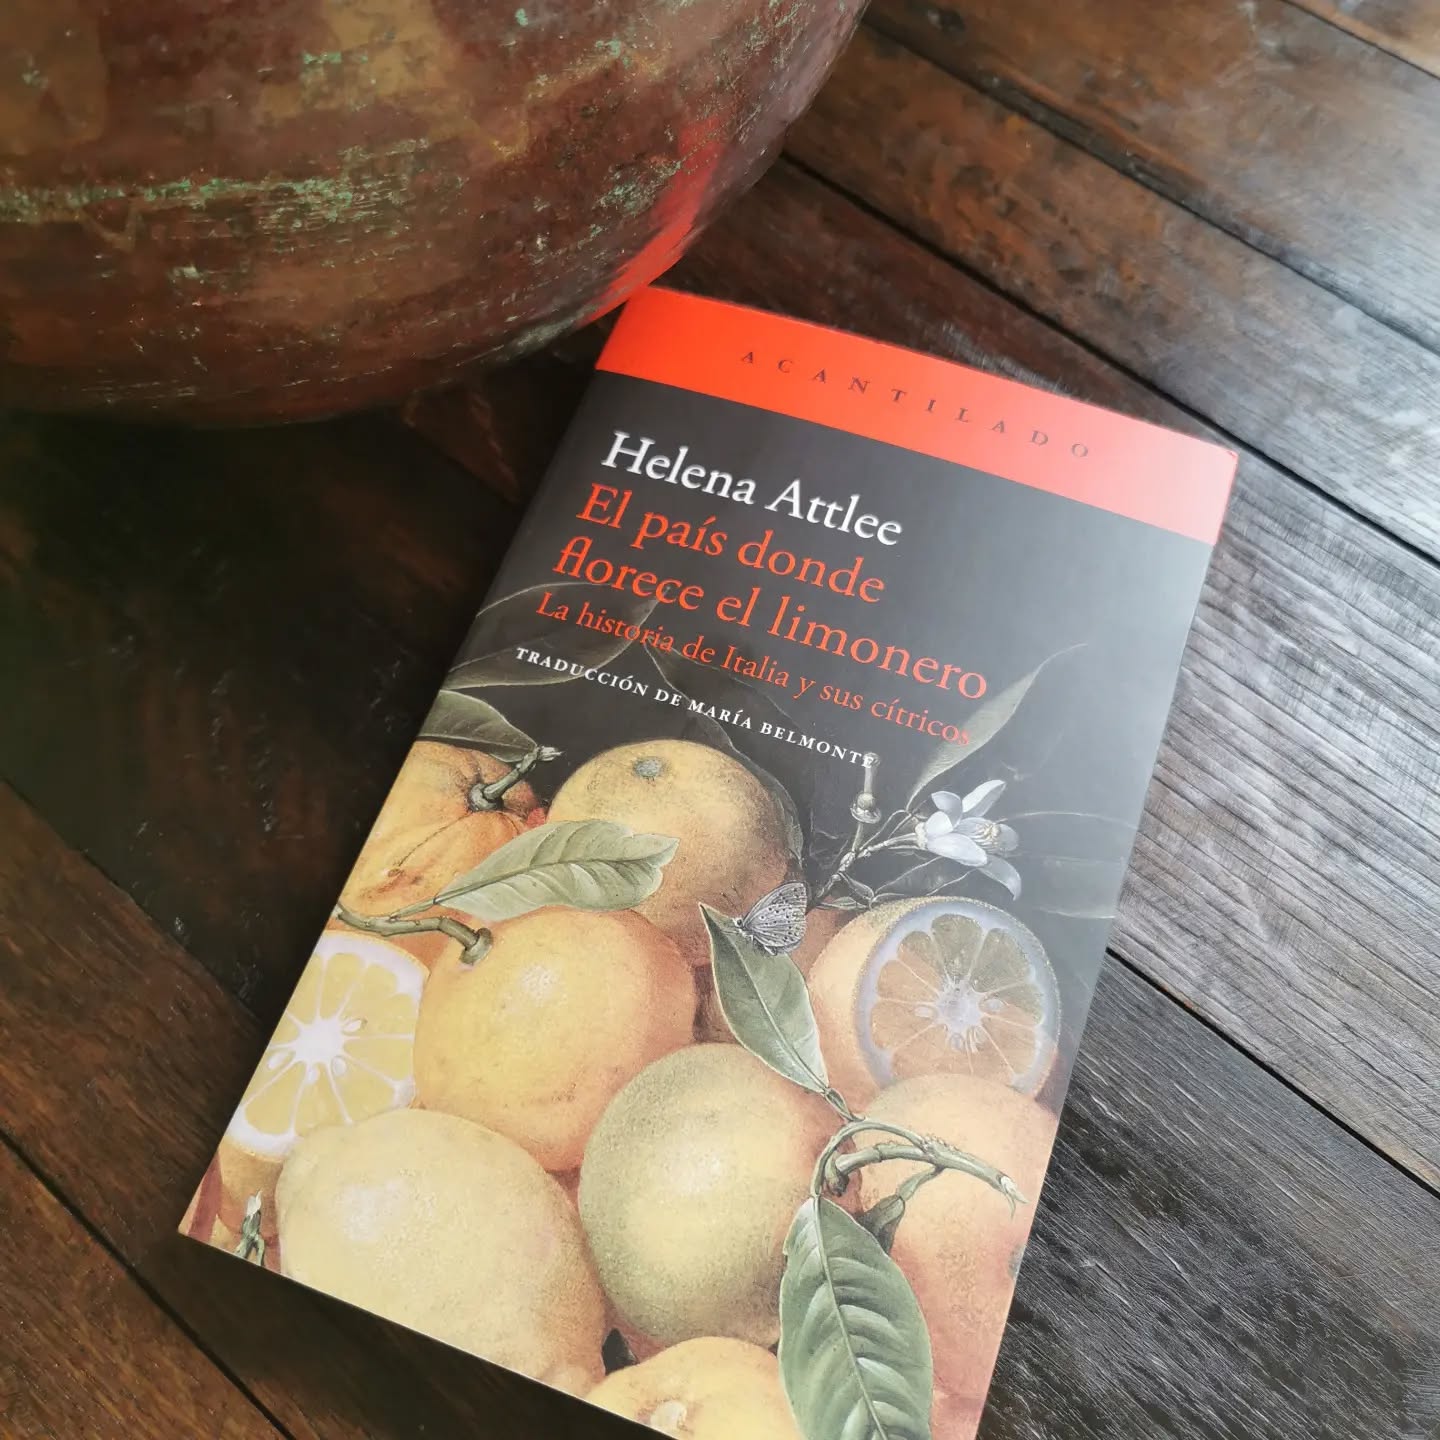 ACANTILADO
Helena Attlee
El país donde
florece el limonero
La historia de Italia y sus cítricos
TRADUCCIÓN DE MARÍA BELMONTE